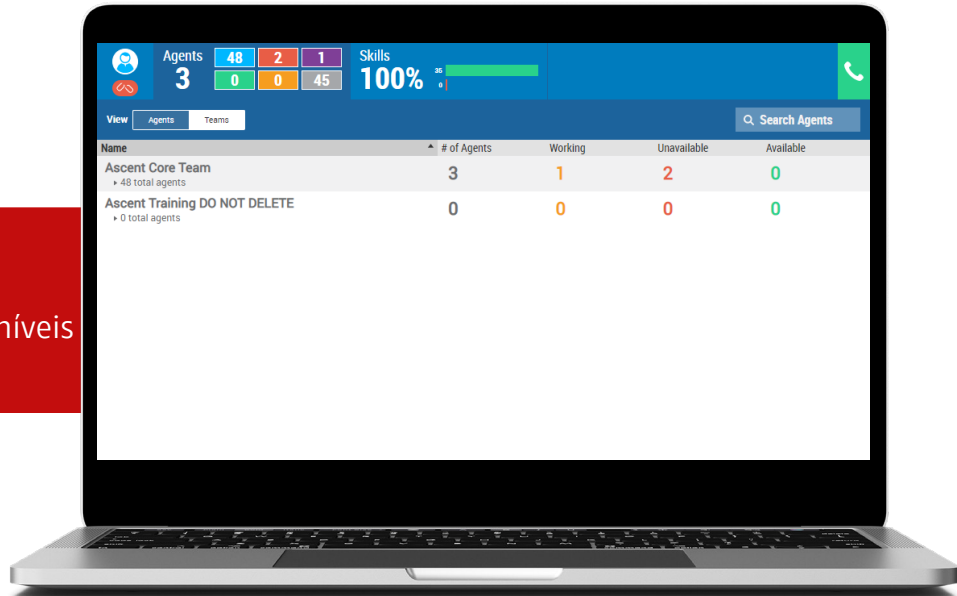 Agents
3
48 2 1
0 0 45
Skills
100%
35
0
View Agents Teams
Search Agents
Name # of Agents Working Unavailable Available
Ascent Core Team 3 1 2 0
48 total agents
Ascent Training DO NOT DELETE 0 0 0 0
0 total agents
níveis